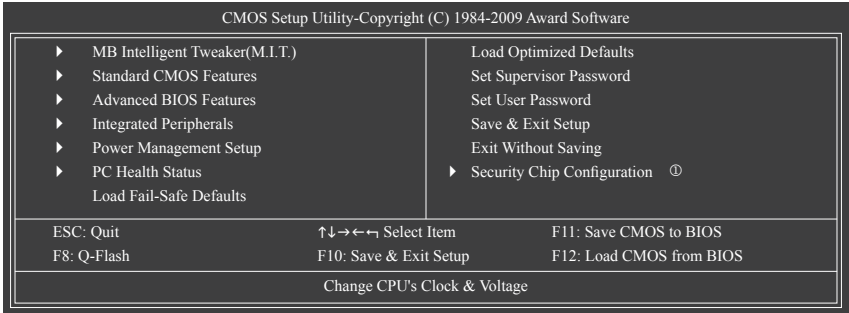 CMOS Setup Utility-Copyright (C) 1984-2009 Award Software
MB Intelligent Tweaker(M.I.T.)
Standard CMOS Features
Advanced BIOS Features
Integrated Peripherals
Power Management Setup
PC Health Status
Load Fail-Safe Defaults
Load Optimized Defaults
Set Supervisor Password
Set User Password
Save & Exit Setup
Exit Without Saving
Security Chip Configuration ①
ESC: Quit ↑↓→←↵ Select Item F11: Save CMOS to BIOS
F8: Q-Flash F10: Save & Exit Setup F12: Load CMOS from BIOS
Change CPU's Clock & Voltage